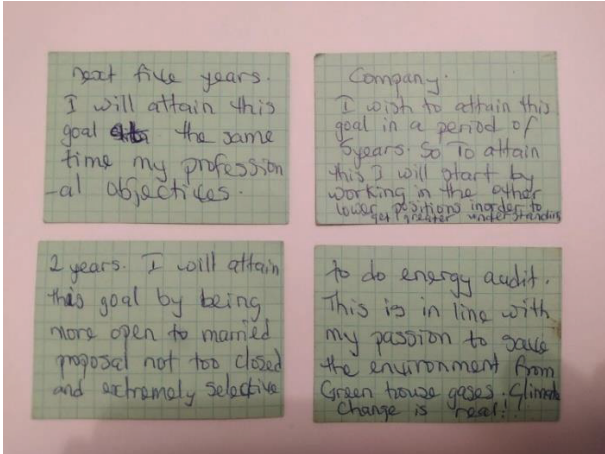 next five years.
I will attain this
goal the same
time my profession
-al objectives.
Company.
I wish to attain this
goal in a period of
5years. So To attain
this I will start by
working in the other
lower positions inorder to
get greater understanding
2 years. I will attain
this goal by being
more open to married
proposal not too closed
and extremely selective
to do energy audit.
This is in line with
my passion to save
the environment from
Green house gases. Climate
Change is real!!